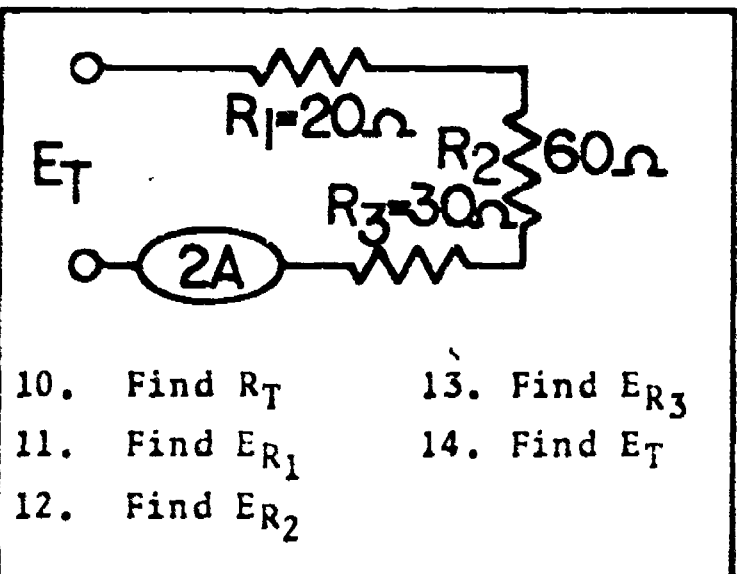 R1=20Ω
ET
R2 60Ω
R3=30Ω
2A
10. Find RT
11. Find ER1
12. Find ER2
13. Find ER3
14. Find ET